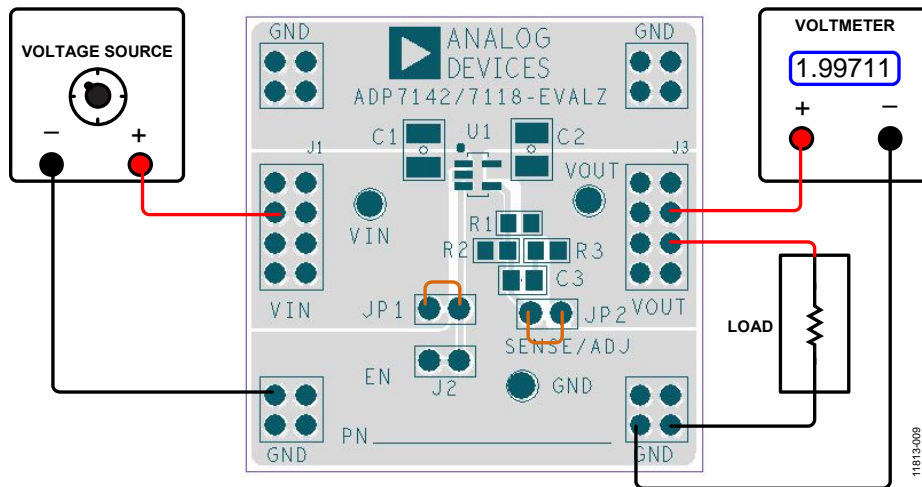 VOLTAGE SOURCE
−
+
GND
ANALOG
DEVICES
ADP7142/7118-EVALZ
GND
VOLTMETER
1.99711
+
−
J1
C1
U1
C2
J3
VOUT
VIN
R1
R2
R3
C3
VIN
JP1
JP2
VOUT
SENSE/ADJ
LOAD
EN
J2
GND
PN
GND
GND
11813-009